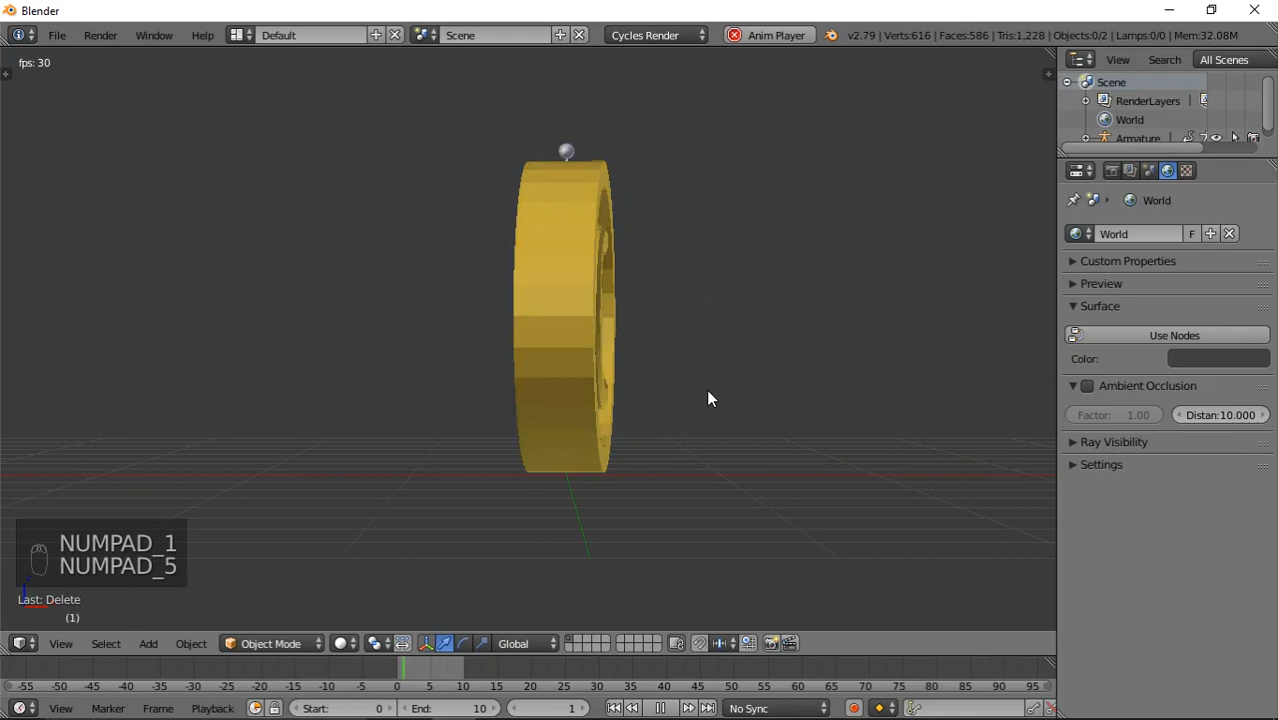 Blender
File Render Window Help Default Scene Cycles Render Anim Player v2.79 | Verts:616 | Faces:586 | Tris:1,228 | Objects:0/2 | Lamps:0/0 | Mem:32.08M
fps: 30
View Search All Scenes
Scene
RenderLayers
World
Armature
World
World F
Custom Properties
Preview
Surface
Use Nodes
Color:
Ambient Occlusion
Factor: 1.00 Distan:10.000
Ray Visibility
Settings
NUMPAD_1
NUMPAD_5
Last: Delete
(1)
View Select Add Object Object Mode Global
-55 -50 -45 -40 -35 -30 -25 -20 -15 -10 -5 0 5 10 15 20 25 30 35 40 45 50 55 60 65 70 75 80 85 90 95
View Marker Frame Playback Start: 0 End: 10 1 No Sync